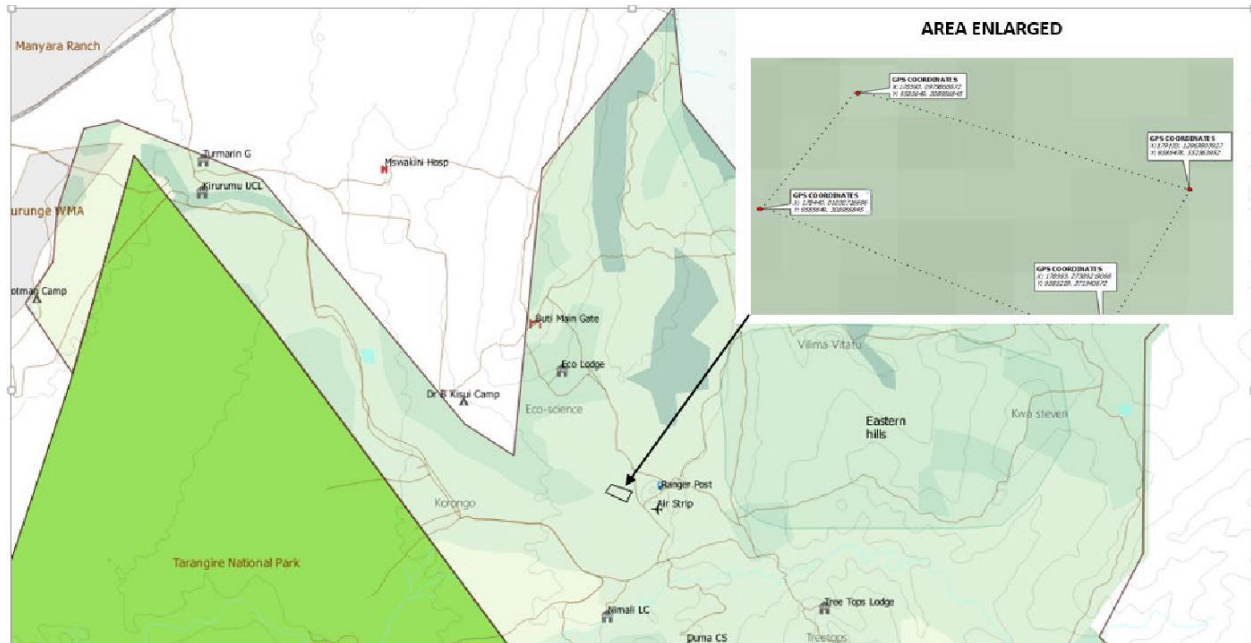 AREA ENLARGED
Manyara Ranch
GPS COORDINATES
GPS COORDINATES
GPS COORDINATES
GPS COORDINATES
Turmarin G
Mswakini Hosp
Kirurumu UCL
urunge WMA
otman Camp
Buti Main Gate
Vilima-Vitatu
Eco Lodge
Dr B Kisui Camp
Eco-science
Kwa steven
Eastern
hills
Ranger Post
Korongo
Air Strip
Tarangire National Park
Nimali LC
Tree Tops Lodge
Duma CS
Treetops